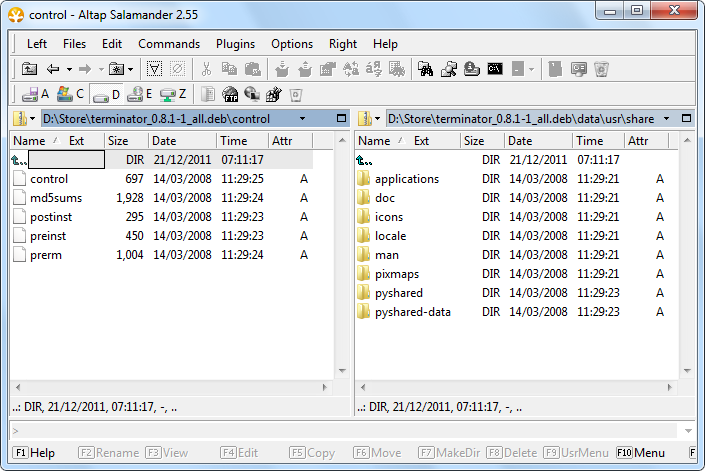 control - Altap Salamander 2.55
Left Files Edit Commands Plugins Options Right Help
A C D E Z
D:\Store\terminator_0.8.1-1_all.deb\control
Name Ext Size Date Time Attr
.. DIR 21/12/2011 07:11:17
control 697 14/03/2008 11:29:25 A
md5sums 1,928 14/03/2008 11:29:24 A
postinst 295 14/03/2008 11:29:23 A
preinst 450 14/03/2008 11:29:23 A
prerm 1,004 14/03/2008 11:29:24 A
..: DIR, 21/12/2011, 07:11:17, -, ..
D:\Store\terminator_0.8.1-1_all.deb\data\usr\share
Name Ext Size Date Time Attr
.. DIR 21/12/2011 07:11:17
applications DIR 14/03/2008 11:29:21 A
doc DIR 14/03/2008 11:29:21 A
icons DIR 14/03/2008 11:29:21 A
locale DIR 14/03/2008 11:29:21 A
man DIR 14/03/2008 11:29:21 A
pixmaps DIR 14/03/2008 11:29:21 A
pyshared DIR 14/03/2008 11:29:23 A
pyshared-data DIR 14/03/2008 11:29:23 A
..: DIR, 21/12/2011, 07:11:17, -, ..
>
F1 Help F2 Rename F3 View F4 Edit F5 Copy F6 Move F7 MakeDir F8 Delete F9 UsrMenu F10 Menu F